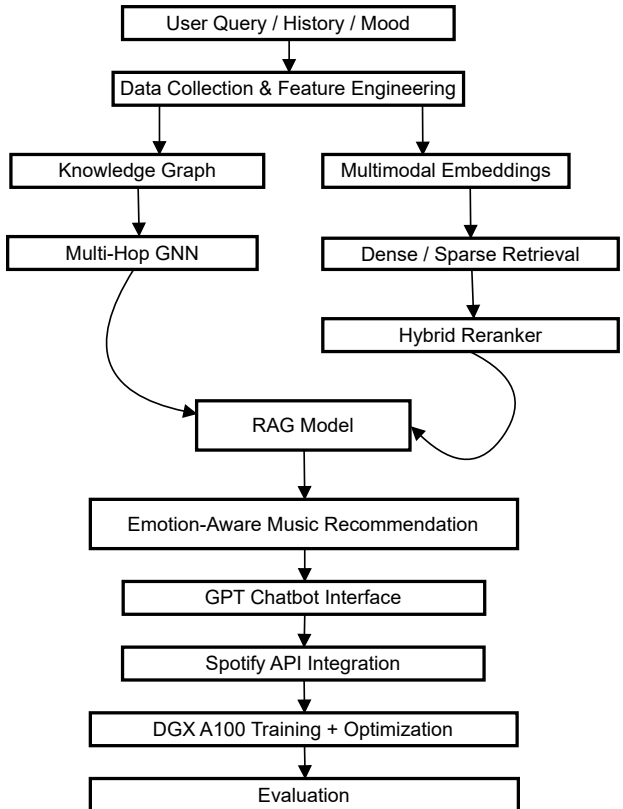 User Query / History / Mood
Data Collection & Feature Engineering
Knowledge Graph
Multimodal Embeddings
Multi-Hop GNN
Dense / Sparse Retrieval
Hybrid Reranker
RAG Model
Emotion-Aware Music Recommendation
GPT Chatbot Interface
Spotify API Integration
DGX A100 Training + Optimization
Evaluation